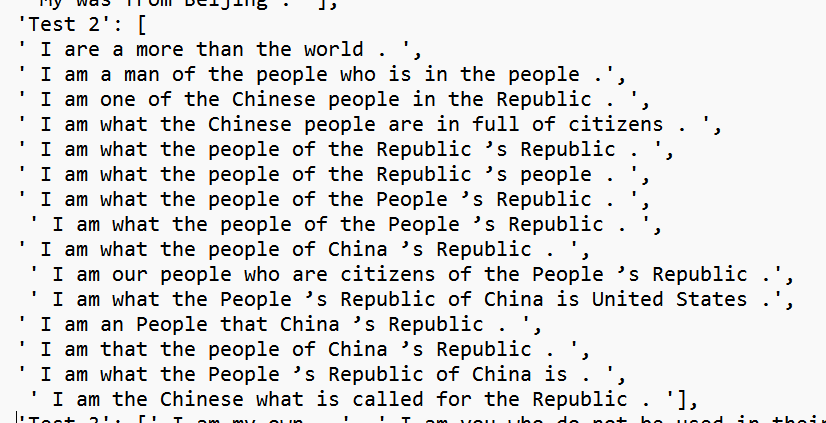 My was from Beijing . '],
'Test 2': [
' I are a more than the world . ',
' I am a man of the people who is in the people .',
' I am one of the Chinese people in the Republic . ',
' I am what the Chinese people are in full of citizens . ',
' I am what the people of the Republic ’s Republic . ',
' I am what the people of the Republic ’s people . ',
' I am what the people of the People ’s Republic . ',
' I am what the people of the People ’s Republic . ',
' I am what the people of China ’s Republic . ',
' I am our people who are citizens of the People ’s Republic .',
' I am what the People ’s Republic of China is United States .',
' I am an People that China ’s Republic . ',
' I am that the people of China ’s Republic . ',
' I am what the People ’s Republic of China is . ',
' I am the Chinese what is called for the Republic . '],
'Test 3': [' I am my own . ', ' I am you who do not be used in their